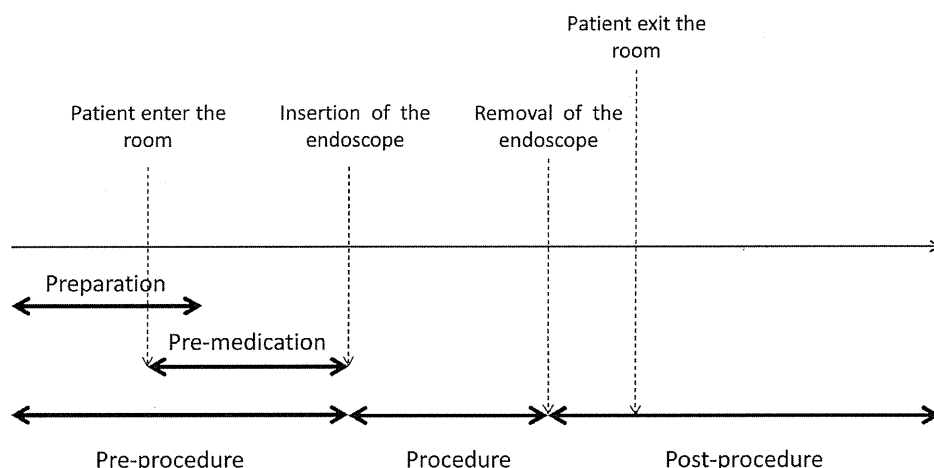 Patient exit the
room
Patient enter the
room
Insertion of the
endoscope
Removal of the
endoscope
Preparation
Pre-medication
Pre-procedure
Procedure
Post-procedure